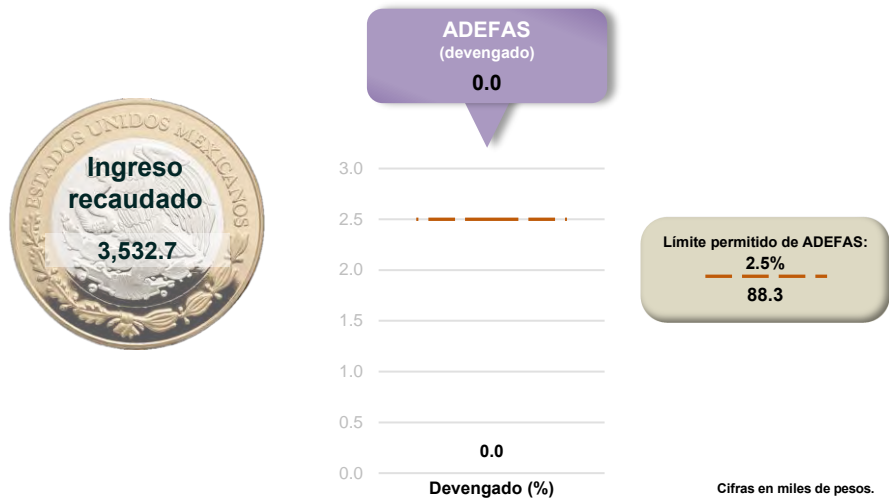 ADEFAS
(devengado)
0.0
ESTADOS UNIDOS MEXICANOS
Ingreso
recaudado
3,532.7
3.0
2.5
2.0
1.5
1.0
0.5
0.0
0.0
Devengado (%)
Límite permitido de ADEFAS:
2.5%
88.3
Cifras en miles de pesos.